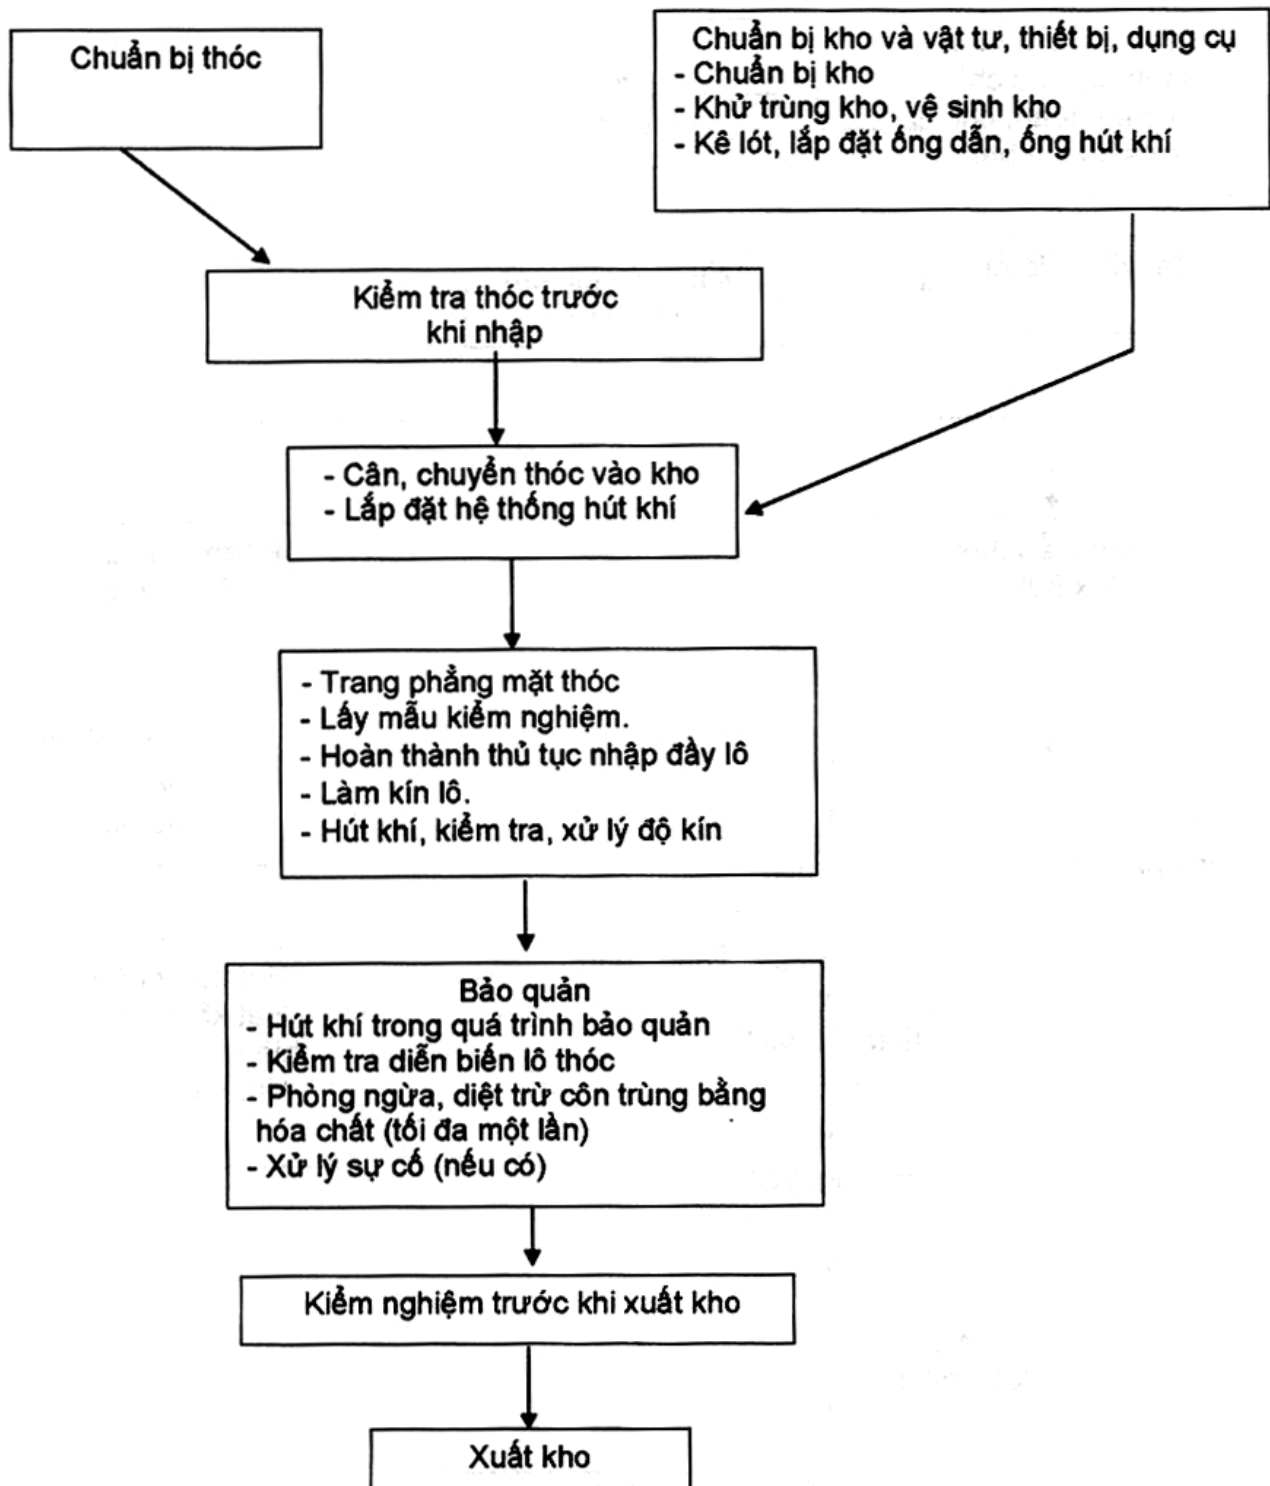 Chuẩn bị thóc
Chuẩn bị kho và vật tư, thiết bị, dụng cụ
- Chuẩn bị kho
- Khử trùng kho, vệ sinh kho
- Kê lót, lắp đặt ống dẫn, ống hút khí
Kiểm tra thóc trước
khi nhập
- Cân, chuyển thóc vào kho
- Lắp đặt hệ thống hút khí
- Trang phẳng mặt thóc
- Lấy mẫu kiểm nghiệm.
- Hoàn thành thủ tục nhập đầy lô
- Làm kín lô.
- Hút khí, kiểm tra, xử lý độ kín
Bảo quản
- Hút khí trong quá trình bảo quản
- Kiểm tra diễn biến lô thóc
- Phòng ngừa, diệt trừ côn trùng bằng
hóa chất (tối đa một lần)
- Xử lý sự cố (nếu có)
Kiểm nghiệm trước khi xuất kho
Xuất kho